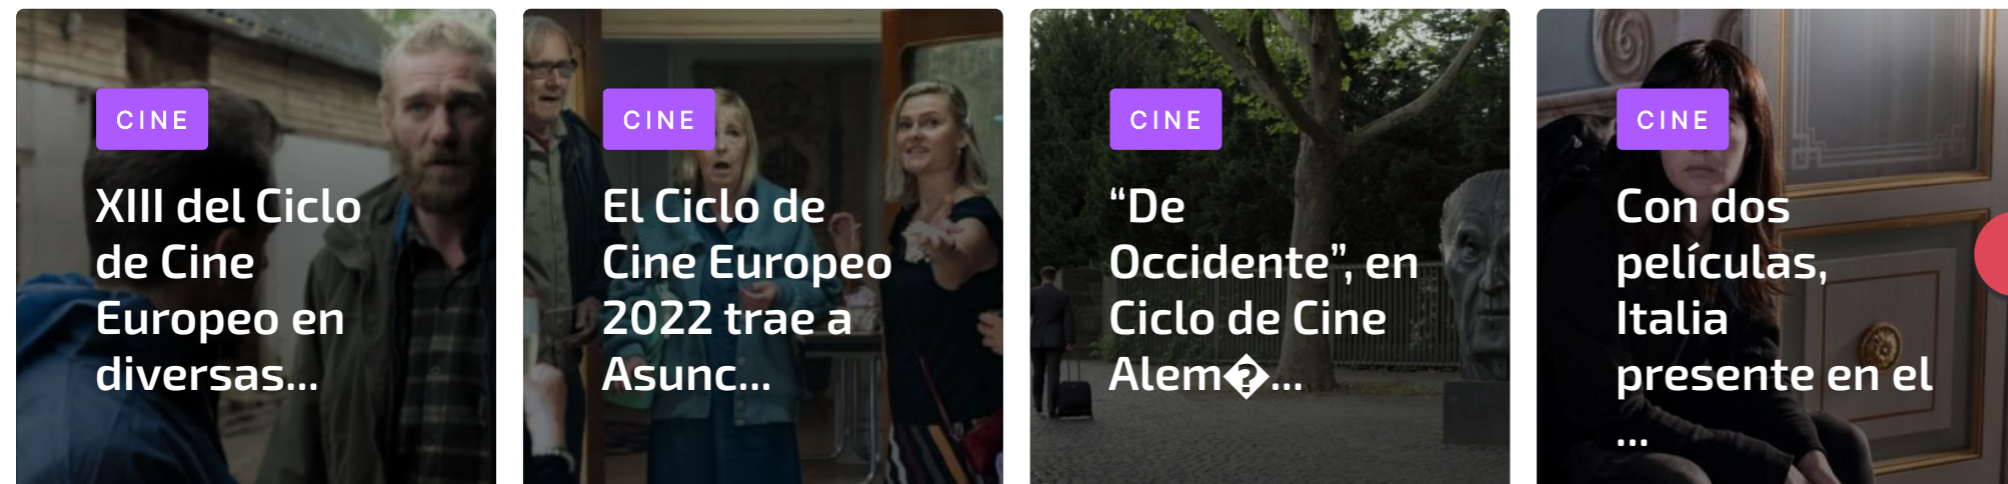 CINE
XIII del Ciclo
de Cine
Europeo en
diversas...
CINE
El Ciclo de
Cine Europeo
2022 trae a
Asunc...
CINE
“De
Occidente”, en
Ciclo de Cine
Alem�...
CINE
Con dos
películas,
Italia
presente en el
...